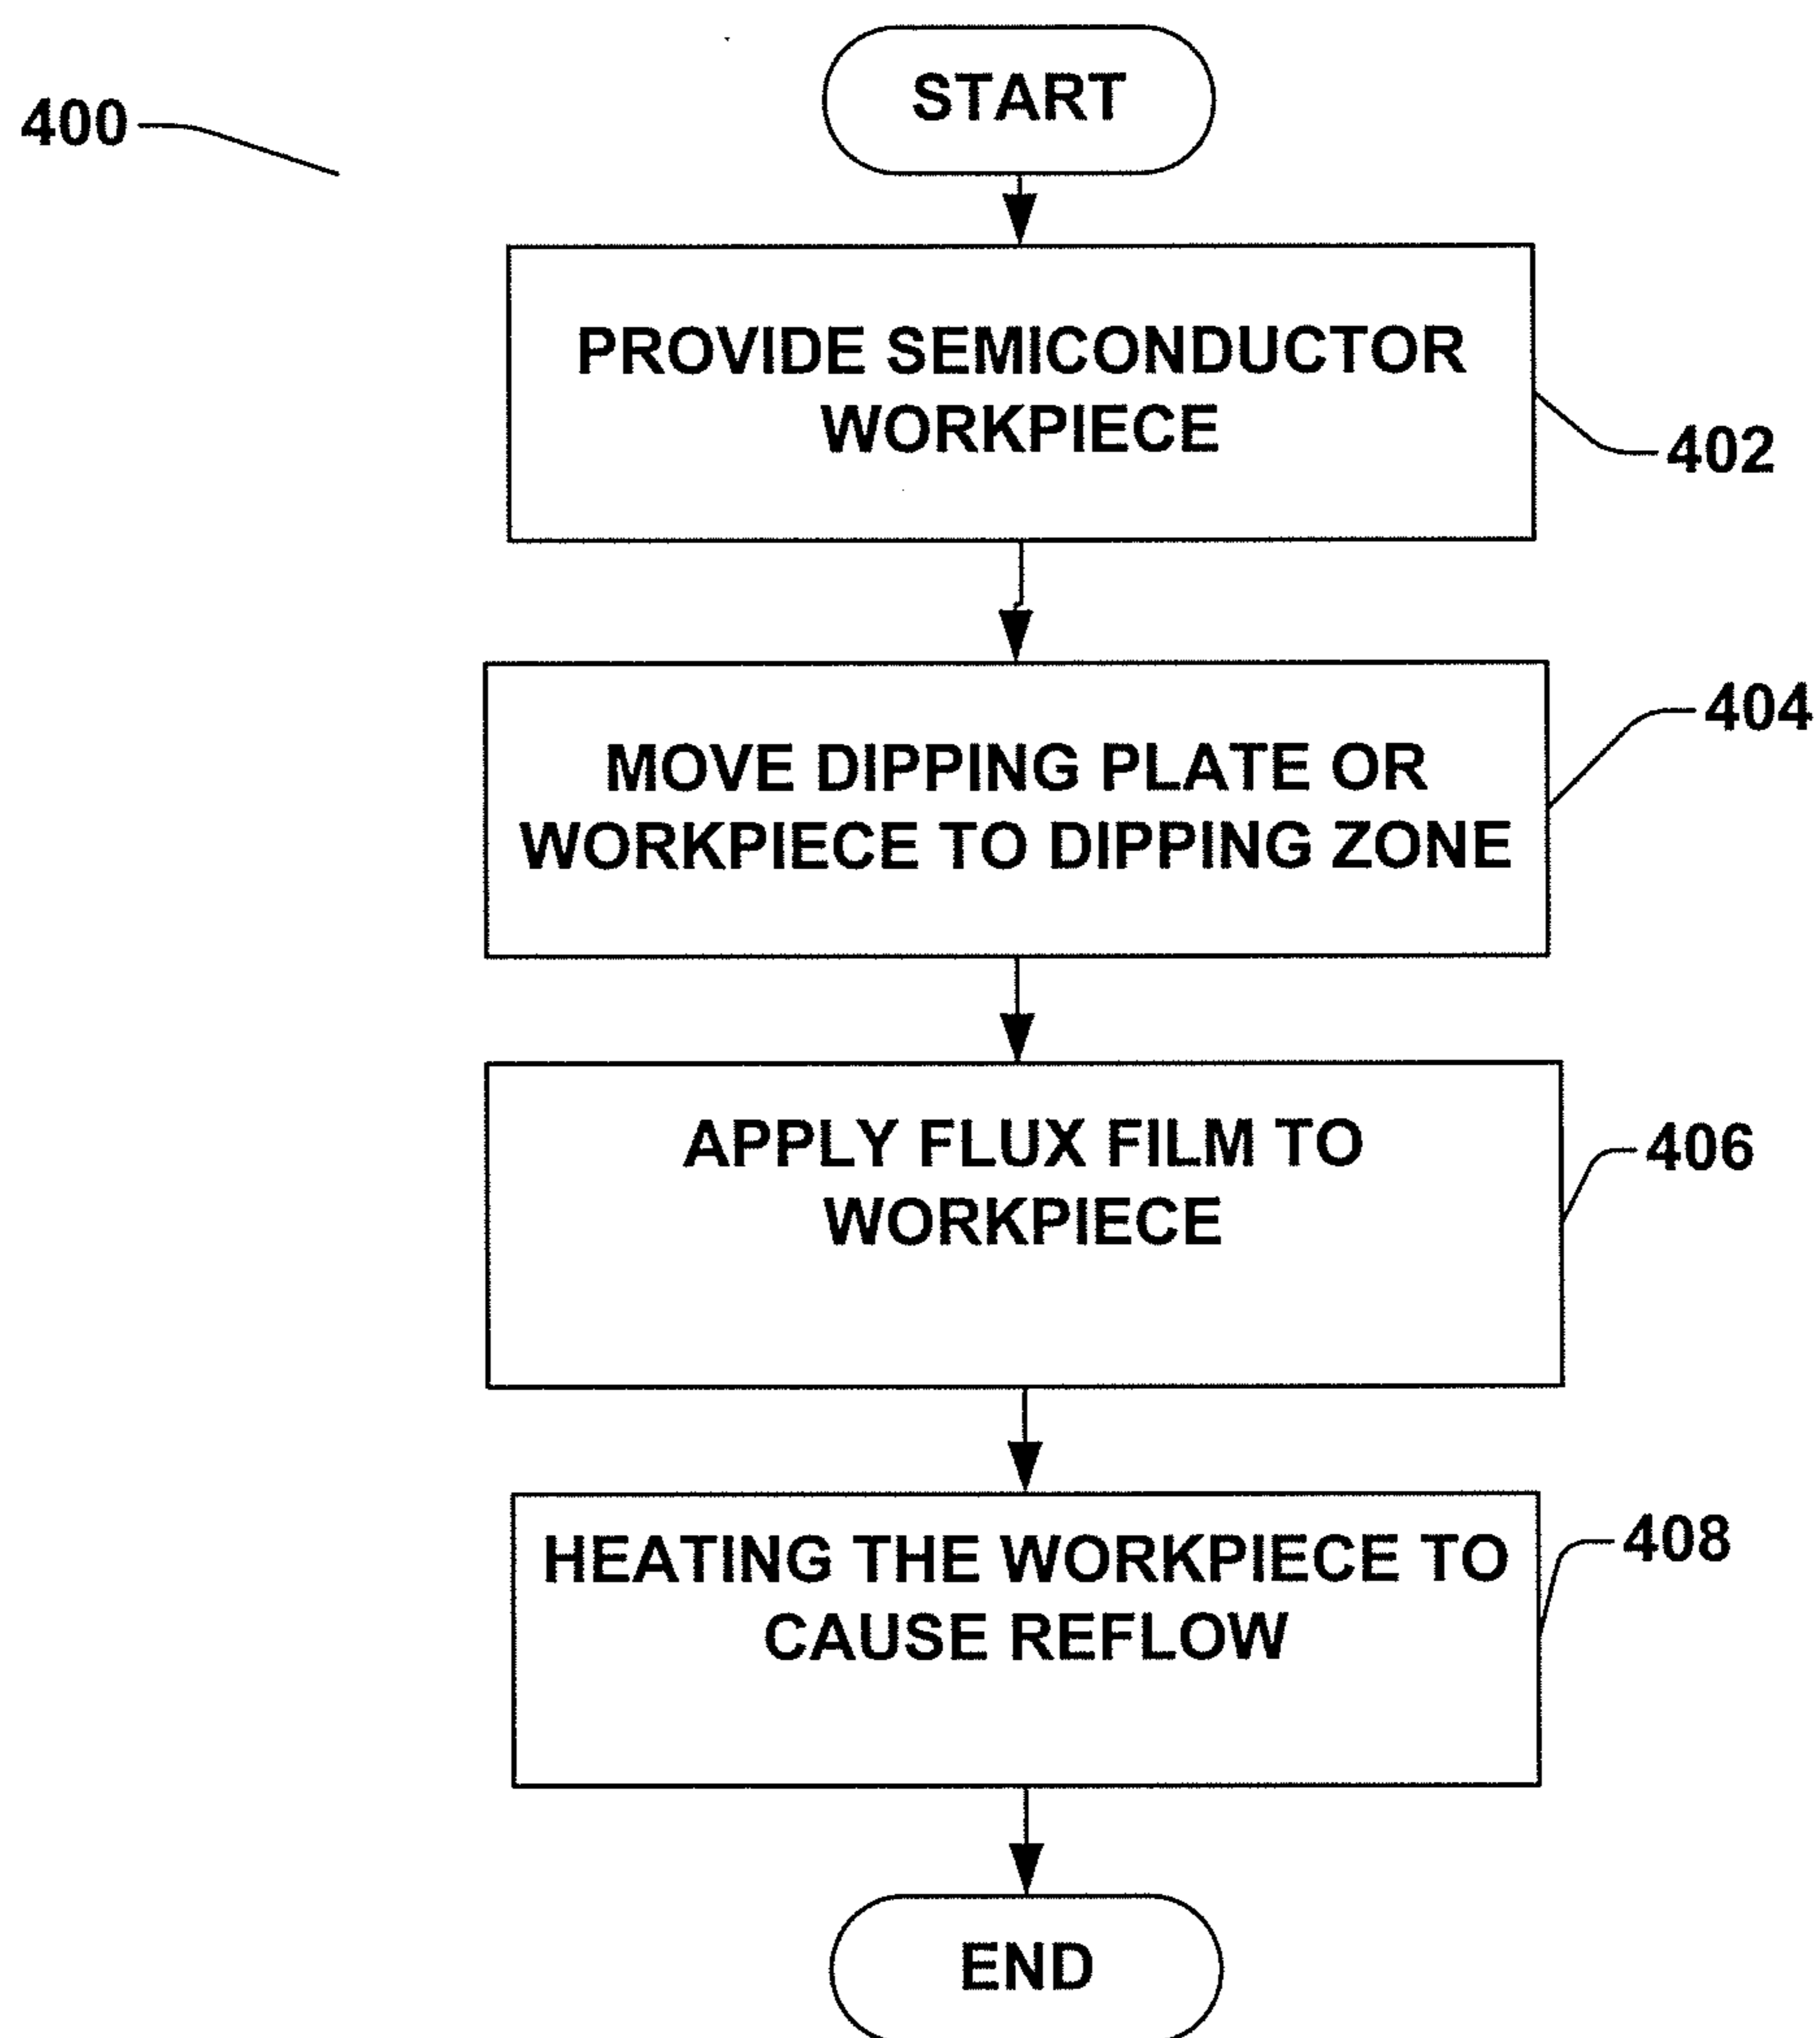 START
400
PROVIDE SEMICONDUCTOR
WORKPIECE
402
MOVE DIPPING PLATE OR
WORKPIECE TO DIPPING ZONE
404
APPLY FLUX FILM TO
WORKPIECE
406
HEATING THE WORKPIECE TO
CAUSE REFLOW
408
END